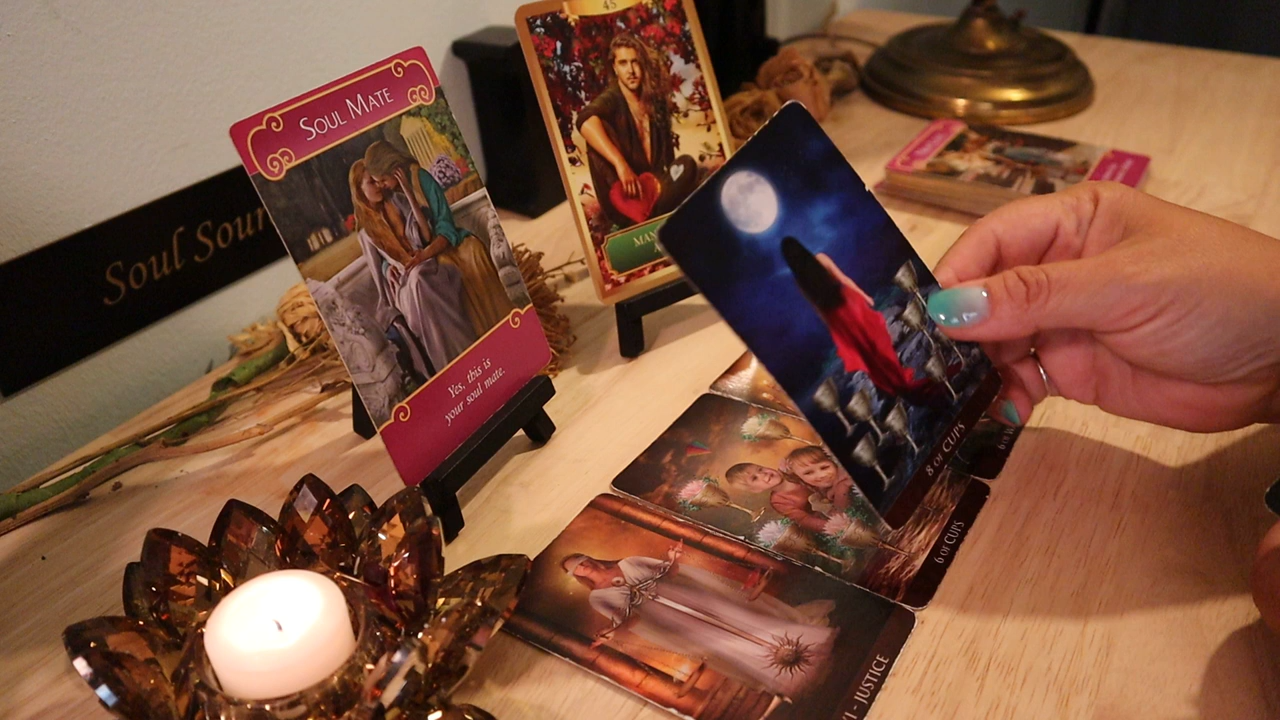 45
SOUL MATE
Soul Sour
Yes, this is
your soul mate.
MAN
8 OF CUPS
6 OF CUPS
- JUSTICE